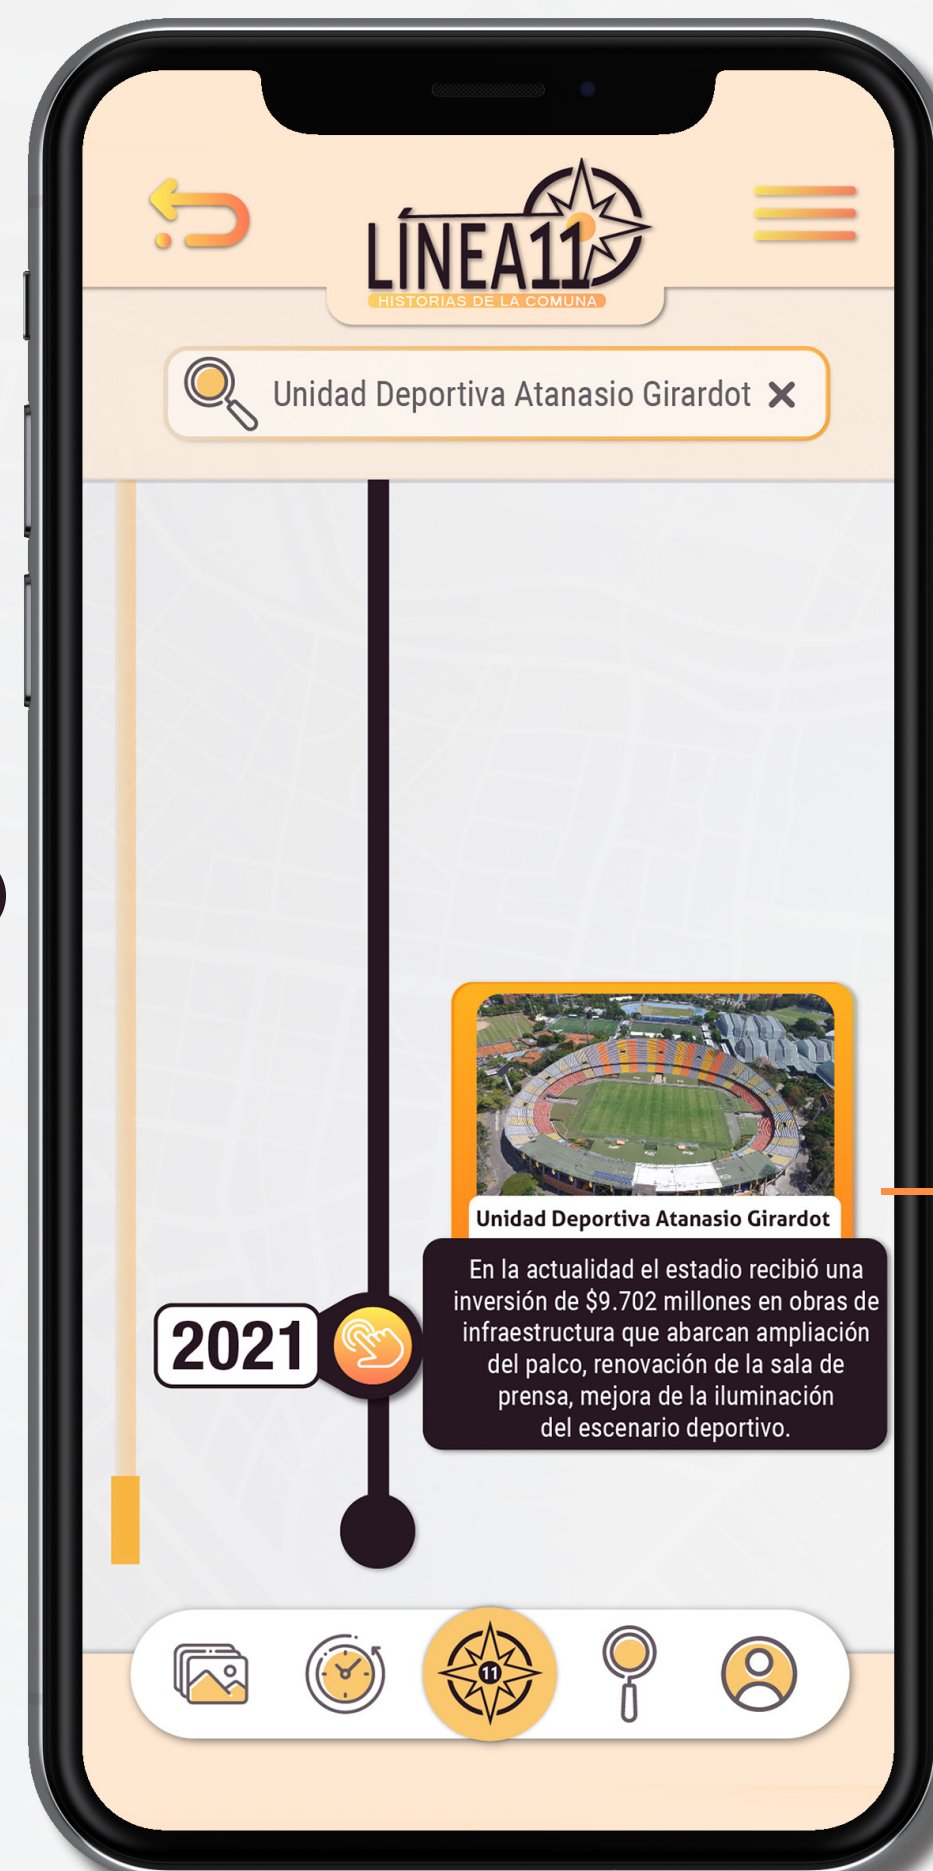 LÍNEA11
HISTORIAS DE LA COMUNA
Unidad Deportiva Atanasio Girardot
Unidad Deportiva Atanasio Girardot
En la actualidad el estadio recibió una
inversión de $9.702 millones en obras de
infraestructura que abarcan ampliación
del palco, renovación de la sala de
prensa, mejora de la iluminación
del escenario deportivo.
2021
11